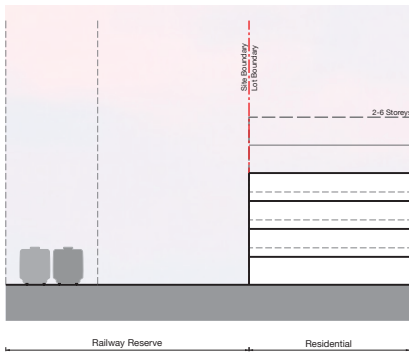 Site Boundary
Lot Boundary
2-6 Storeys
Railway Reserve
Residential